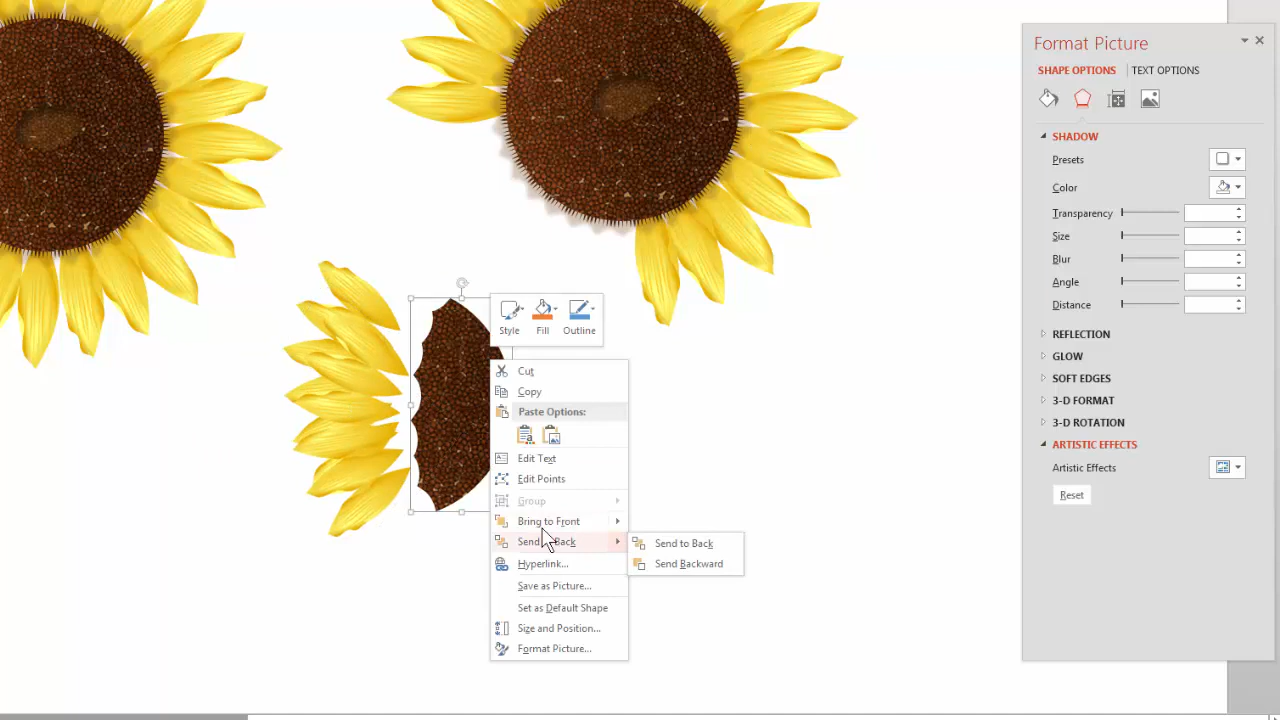 Style
Fill
Outline
Cut
Copy
Paste Options:
Edit Text
Edit Points
Group
Bring to Front
Send Back
Hyperlink...
Save as Picture...
Set as Default Shape
Size and Position...
Format Picture...
Send to Back
Send Backward
Format Picture
SHAPE OPTIONS
TEXT OPTIONS
SHADOW
Presets
Color
Transparency
Size
Blur
Angle
Distance
REFLECTION
GLOW
SOFT EDGES
3-D FORMAT
3-D ROTATION
ARTISTIC EFFECTS
Artistic Effects
Reset